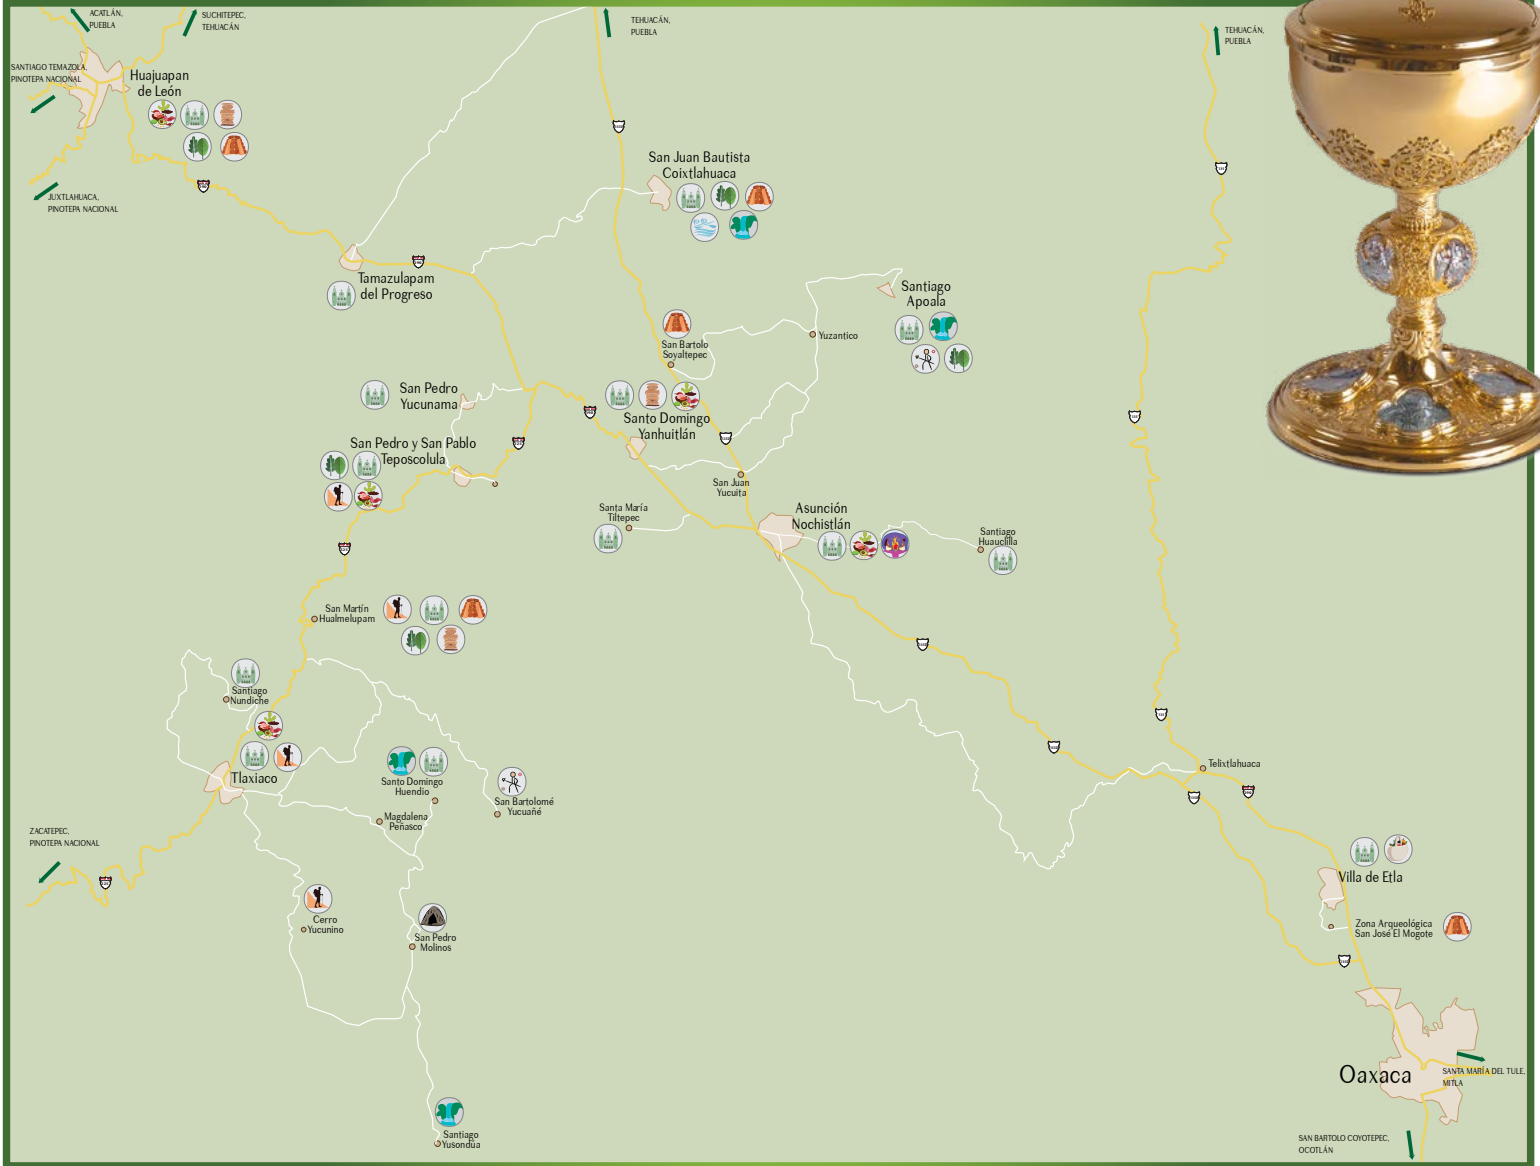 ACATLÁN,
PUEBLA
SUCHITEPEC,
TEHUACÁN
TEHUACÁN,
PUEBLA
TEHUACÁN,
PUEBLA
SANTIAGO TEMAZOLA,
PINOTEPA NACIONAL
Huajuapan
de León
JUXTLAHUACA,
PINOTEPA NACIONAL
San Juan Bautista
Coixtlahuaca
Tamazulapam
del Progreso
Santiago
Apoala
Yuzantico
San Bartolo
Soyaltepec
San Pedro
Yucunama
Santo Domingo
Yanhuitlán
San Pedro y San Pablo
Teposcolula
San Juan
Yucuita
Santa María
Tiltepec
Asunción
Nochistlán
Santiago
Huauclilla
San Martín
Hualmelupam
Santiago
Nundiche
Tlaxiaco
Santo Domingo
Huendio
San Bartolomé
Yucuañé
Magdalena
Peñasco
Telixtlahuaca
ZACATEPEC,
PINOTEPA NACIONAL
Villa de Etla
Cerro
Yucunino
San Pedro
Molinos
Zona Arqueológica
San José El Mogote
Oaxaca
SANTA MARÍA DEL TULE,
MITLA
Santiago
Yusondúa
SAN BARTOLO COYOTEPEC,
OCOTLÁN